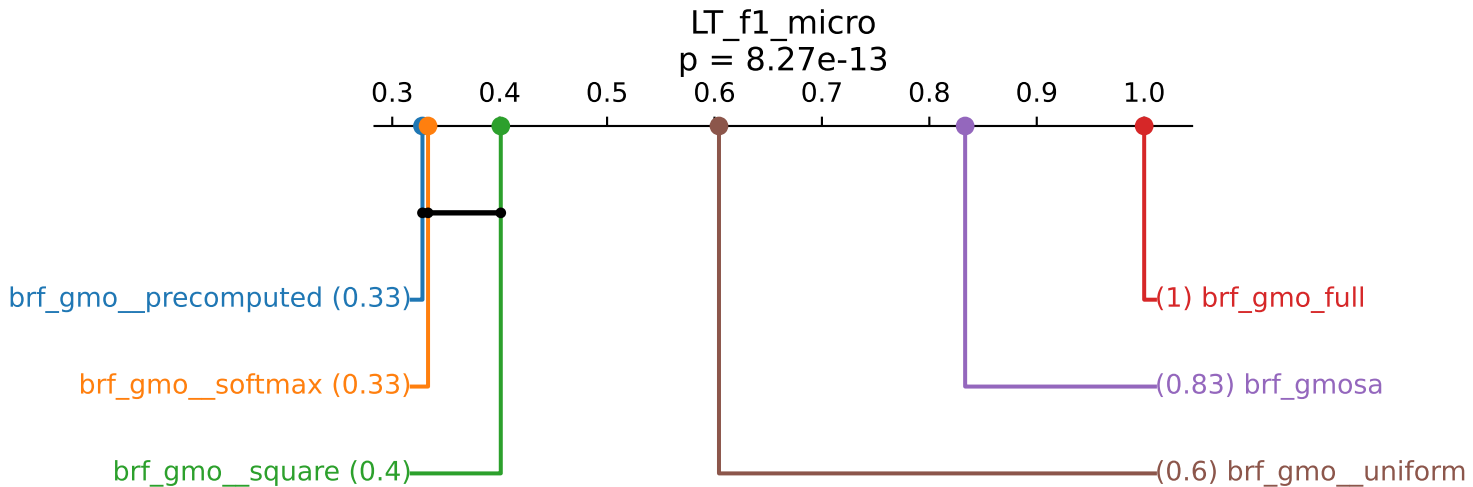 LT_f1_micro
p = 8.27e-13
0.3 0.4 0.5 0.6 0.7 0.8 0.9 1.0
brf_gmo__precomputed (0.33) (1) brf_gmo_full
brf_gmo__softmax (0.33) (0.83) brf_gmosa
brf_gmo__square (0.4) (0.6) brf_gmo__uniform